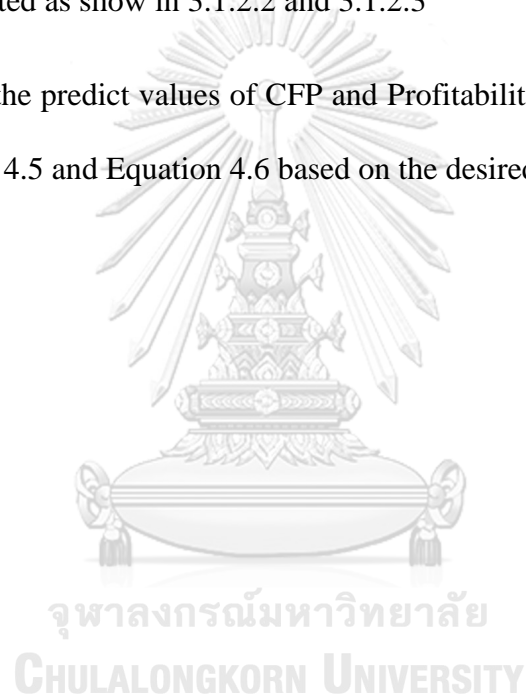 ted as show in 3.1.2.2 and 3.1.2.3
the predict values of CFP and Profitabilit
4.5 and Equation 4.6 based on the desired
จุฬาลงกรณ์มหาวิทยาลัย
CHULALONGKORN UNIVERSITY